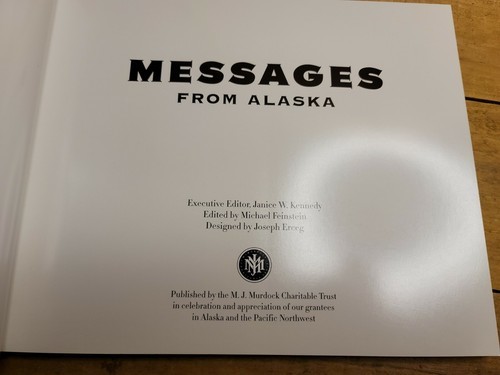 MESSAGES
FROM ALASKA
Executive Editor, Janice W. Kennedy
Edited by Michael Feinstein
Designed by Joseph Erceg
Published by the M. J. Murdock Charitable Trust
in celebration and appreciation of our grantees
in Alaska and the Pacific Northwest